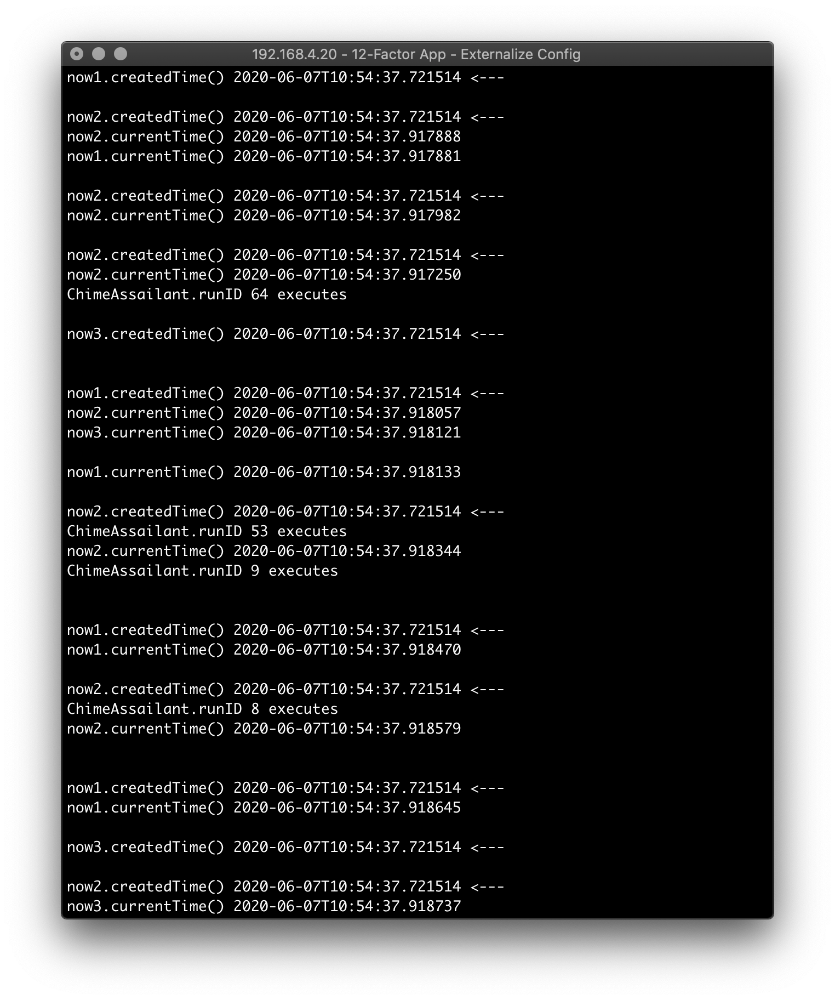 192.168.4.20 - 12-Factor App - Externalize Config
now1.createdTime() 2020-06-07T10:54:37.721514 <---
now2.createdTime() 2020-06-07T10:54:37.721514 <---
now2.currentTime() 2020-06-07T10:54:37.917888
now1.currentTime() 2020-06-07T10:54:37.917881
now2.createdTime() 2020-06-07T10:54:37.721514 <---
now2.currentTime() 2020-06-07T10:54:37.917982
now2.createdTime() 2020-06-07T10:54:37.721514 <---
now2.currentTime() 2020-06-07T10:54:37.917250
ChimeAssailant.runID 64 executes
now3.createdTime() 2020-06-07T10:54:37.721514 <---
now1.createdTime() 2020-06-07T10:54:37.721514 <---
now2.currentTime() 2020-06-07T10:54:37.918057
now3.currentTime() 2020-06-07T10:54:37.918121
now1.currentTime() 2020-06-07T10:54:37.918133
now2.createdTime() 2020-06-07T10:54:37.721514 <---
ChimeAssailant.runID 53 executes
now2.currentTime() 2020-06-07T10:54:37.918344
ChimeAssailant.runID 9 executes
now1.createdTime() 2020-06-07T10:54:37.721514 <---
now1.currentTime() 2020-06-07T10:54:37.918470
now2.createdTime() 2020-06-07T10:54:37.721514 <---
ChimeAssailant.runID 8 executes
now2.currentTime() 2020-06-07T10:54:37.918579
now1.createdTime() 2020-06-07T10:54:37.721514 <---
now1.currentTime() 2020-06-07T10:54:37.918645
now3.createdTime() 2020-06-07T10:54:37.721514 <---
now2.createdTime() 2020-06-07T10:54:37.721514 <---
now3.currentTime() 2020-06-07T10:54:37.918737